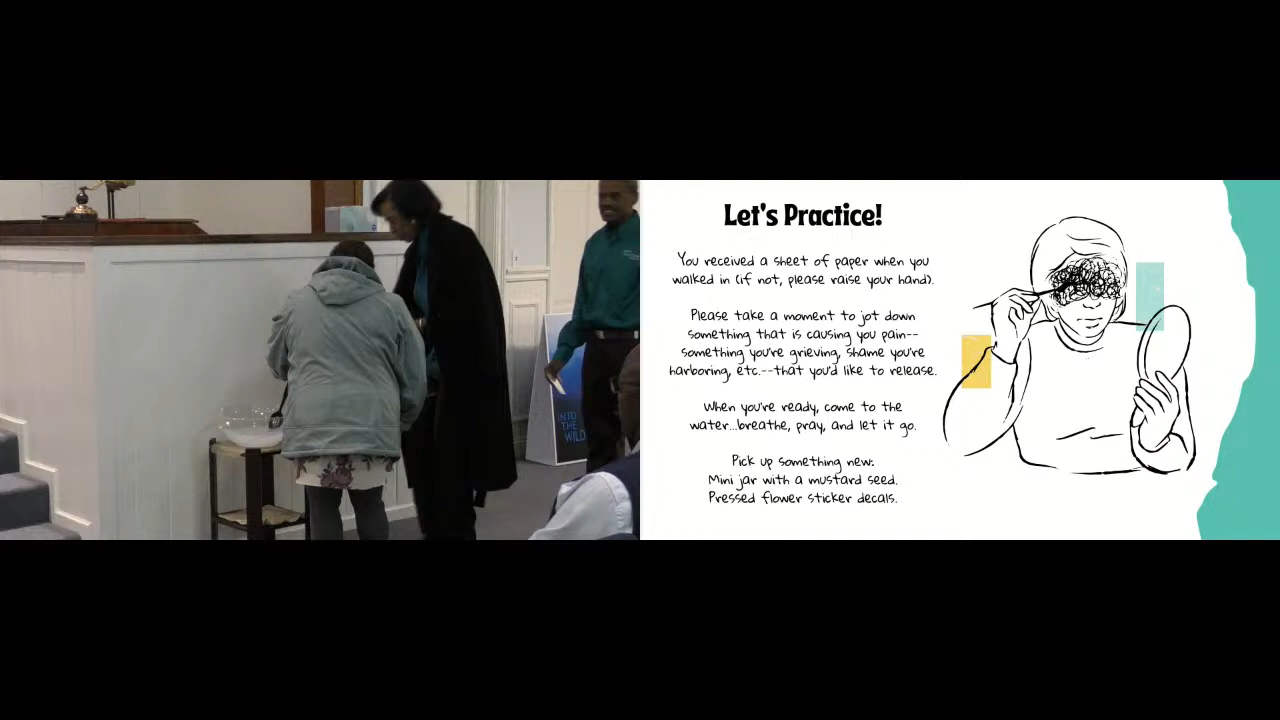 INTO
THE
WILD
Let's Practice!
You received a sheet of paper when you
walked in (if not, please raise your hand).
Please take a moment to jot down
something that is causing you pain--
something you're grieving, shame you're
harboring, etc.--that you'd like to release.
When you're ready, come to the
water...breathe, pray, and let it go.
Pick up something new:
Mini jar with a mustard seed.
Pressed flower sticker decals.